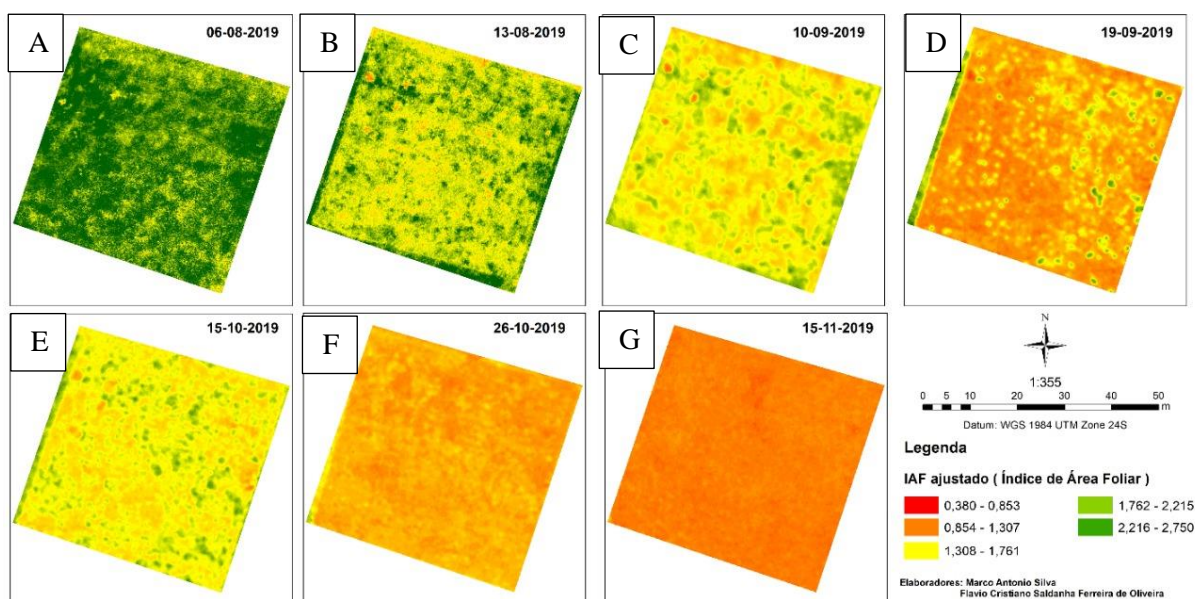 A
06-08-2019
B
13-08-2019
C
10-09-2019
D
19-09-2019
E
15-10-2019
F
26-10-2019
G
15-11-2019
N
1:355
0 5 10 20 30 40 50
m
Datum: WGS 1984 UTM Zone 24S
Legenda
IAF ajustado ( Índice de Área Foliar )
0,380 - 0,853
0,854 - 1,307
1,308 - 1,761
1,762 - 2,215
2,216 - 2,750
Elaboradores: Marco Antonio Silva
Flavio Cristiano Saldanha Ferreira de Oliveira